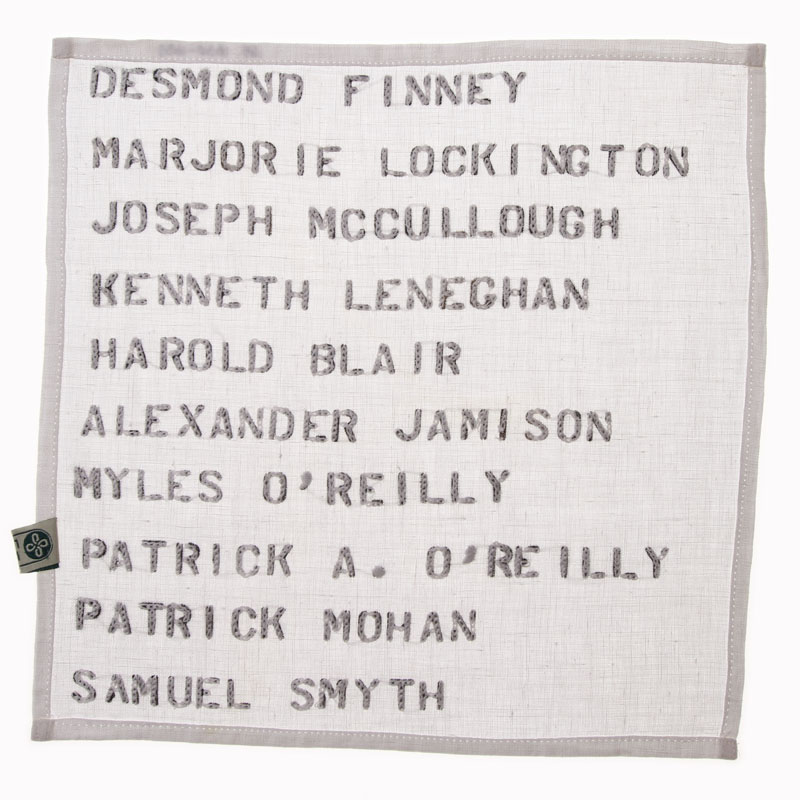 DESMOND FINNEY
MARJORIE LOCKINGTON
JOSEPH MCCULLOUGH
KENNETH LENEGHAN
HAROLD BLAIR
ALEXANDER JAMISON
MYLES O'REILLY
PATRICK A. O'REILLY
PATRICK MOHAN
SAMUEL SMYTH